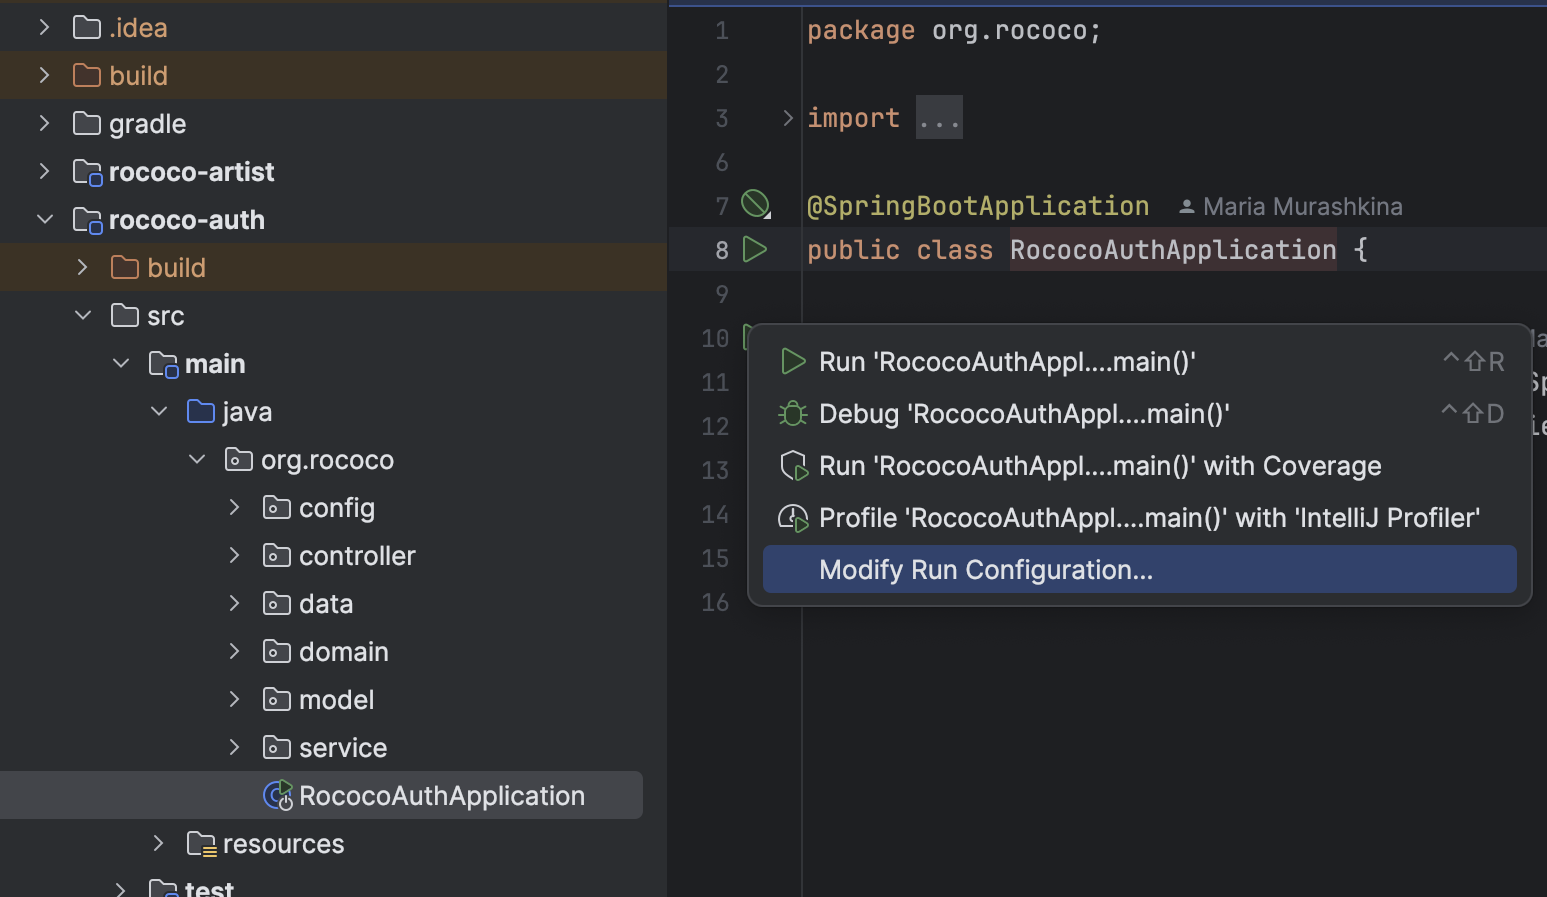 .idea
build
gradle
rococo-artist
rococo-auth
build
src
main
java
org.rococo
config
controller
data
domain
model
service
RococoAuthApplication
resources
test
1 package org.rococo;
2
3 import ...
6
7 @SpringBootApplication Maria Murashkina
8 public class RococoAuthApplication {
9
10
11
12
13
14
15
16
Run 'RococoAuthAppl....main()' ^⇧R
Debug 'RococoAuthAppl....main()' ^⇧D
Run 'RococoAuthAppl....main()' with Coverage
Profile 'RococoAuthAppl....main()' with 'IntelliJ Profiler'
Modify Run Configuration...